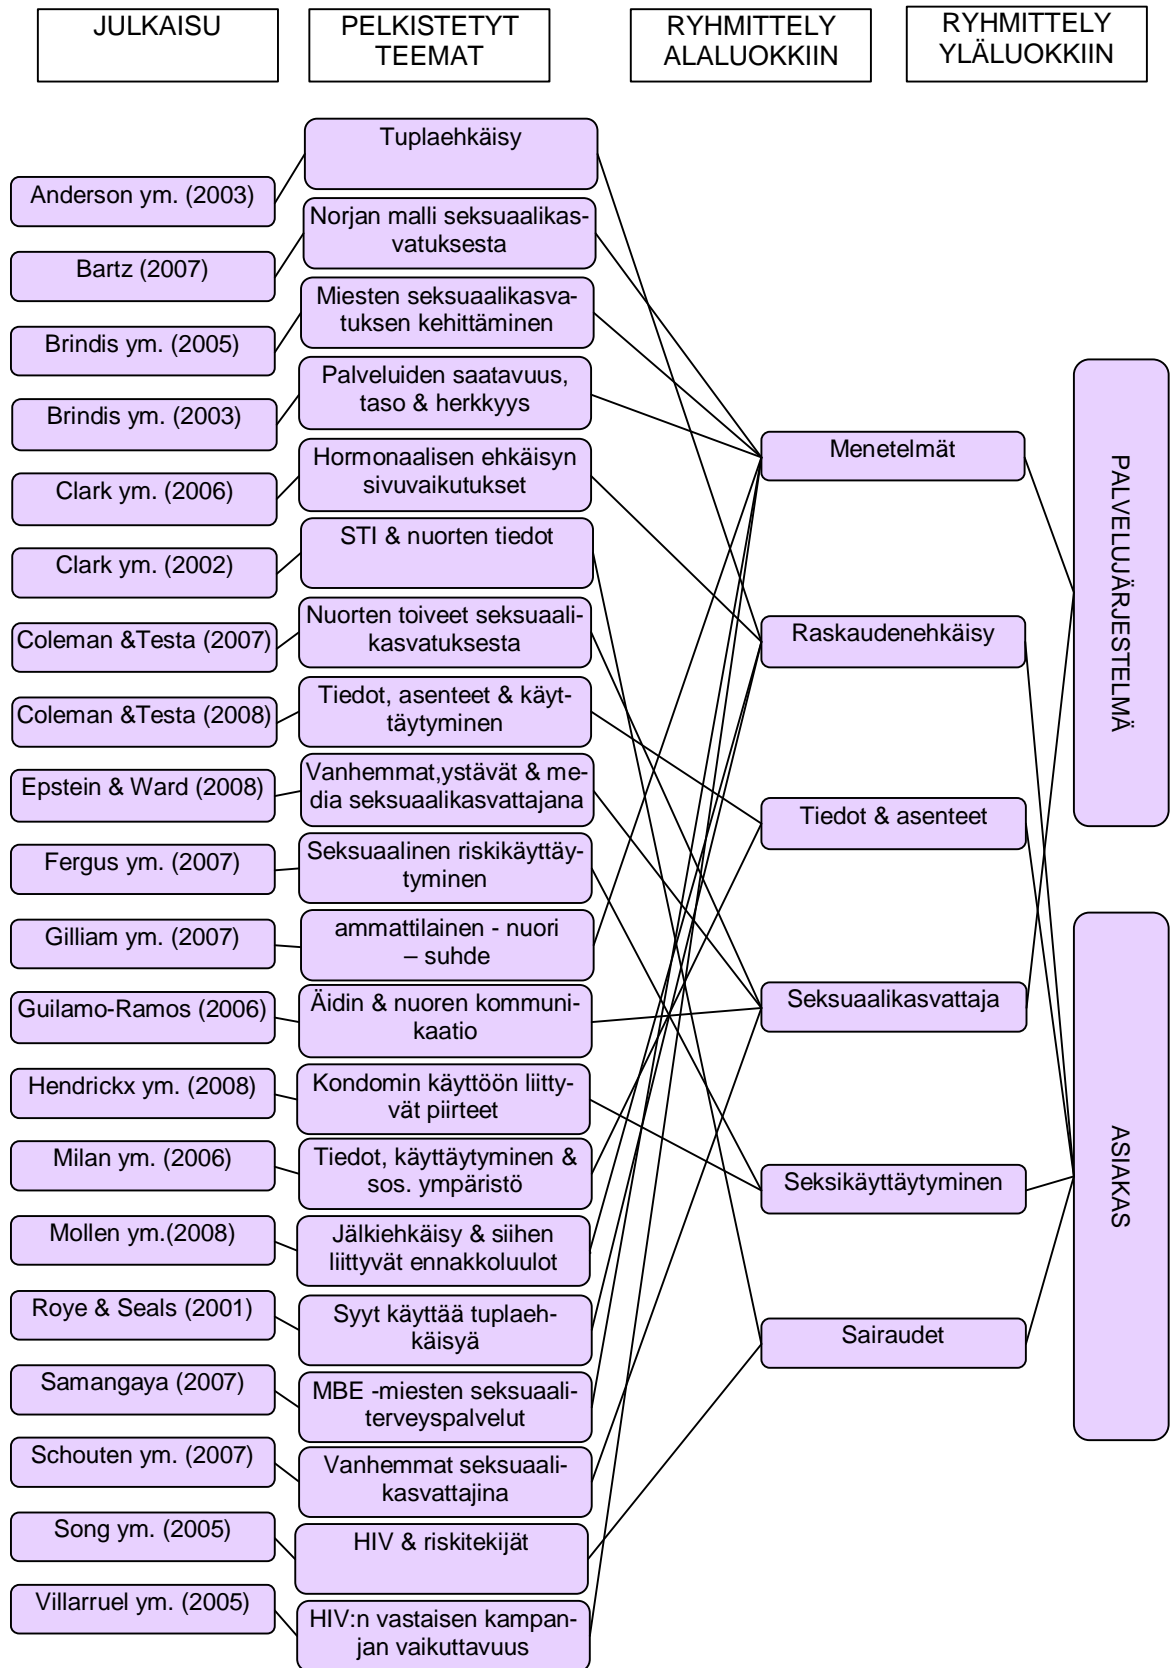 JULKAISU
PELKISTETYT
TEEMAT
RYHMITTELY
ALALUOKKIIN
RYHMITTELY
YLÄLUOKKIIN
Anderson ym. (2003)
Bartz (2007)
Brindis ym. (2005)
Brindis ym. (2003)
Clark ym. (2006)
Clark ym. (2002)
Coleman &Testa (2007)
Coleman &Testa (2008)
Epstein & Ward (2008)
Fergus ym. (2007)
Gilliam ym. (2007)
Guilamo-Ramos (2006)
Hendrickx ym. (2008)
Milan ym. (2006)
Mollen ym.(2008)
Roye & Seals (2001)
Samangaya (2007)
Schouten ym. (2007)
Song ym. (2005)
Villarruel ym. (2005)
Tuplaehkäisy
Norjan malli seksuaalikas-
vatuksesta
Miesten seksuaalikasva-
tuksen kehittäminen
Palveluiden saatavuus,
taso & herkkyys
Hormonaalisen ehkäisyn
sivuvaikutukset
STI & nuorten tiedot
Nuorten toiveet seksuaali-
kasvatuksesta
Tiedot, asenteet & käyt-
täytyminen
Vanhemmat,ystävät & me-
dia seksuaalikasvattajana
Seksuaalinen riskikäyttäy-
tyminen
ammattilainen - nuori
– suhde
Äidin & nuoren kommuni-
kaatio
Kondomin käyttöön liitty-
vät piirteet
Tiedot, käyttäytyminen &
sos. ympäristö
Jälkiehkäisy & siihen
liittyvät ennakkoluulot
Syyt käyttää tuplaeh-
käisyä
MBE -miesten seksuaali-
terveyspalvelut
Vanhemmat seksuaali-
kasvattajina
HIV & riskitekijät
HIV:n vastaisen kampan-
jan vaikuttavuus
Menetelmät
Raskaudenehkäisy
Tiedot & asenteet
Seksuaalikasvattaja
Seksikäyttäytyminen
Sairaudet
PALVELUJÄRJESTELMÄ
ASIAKAS